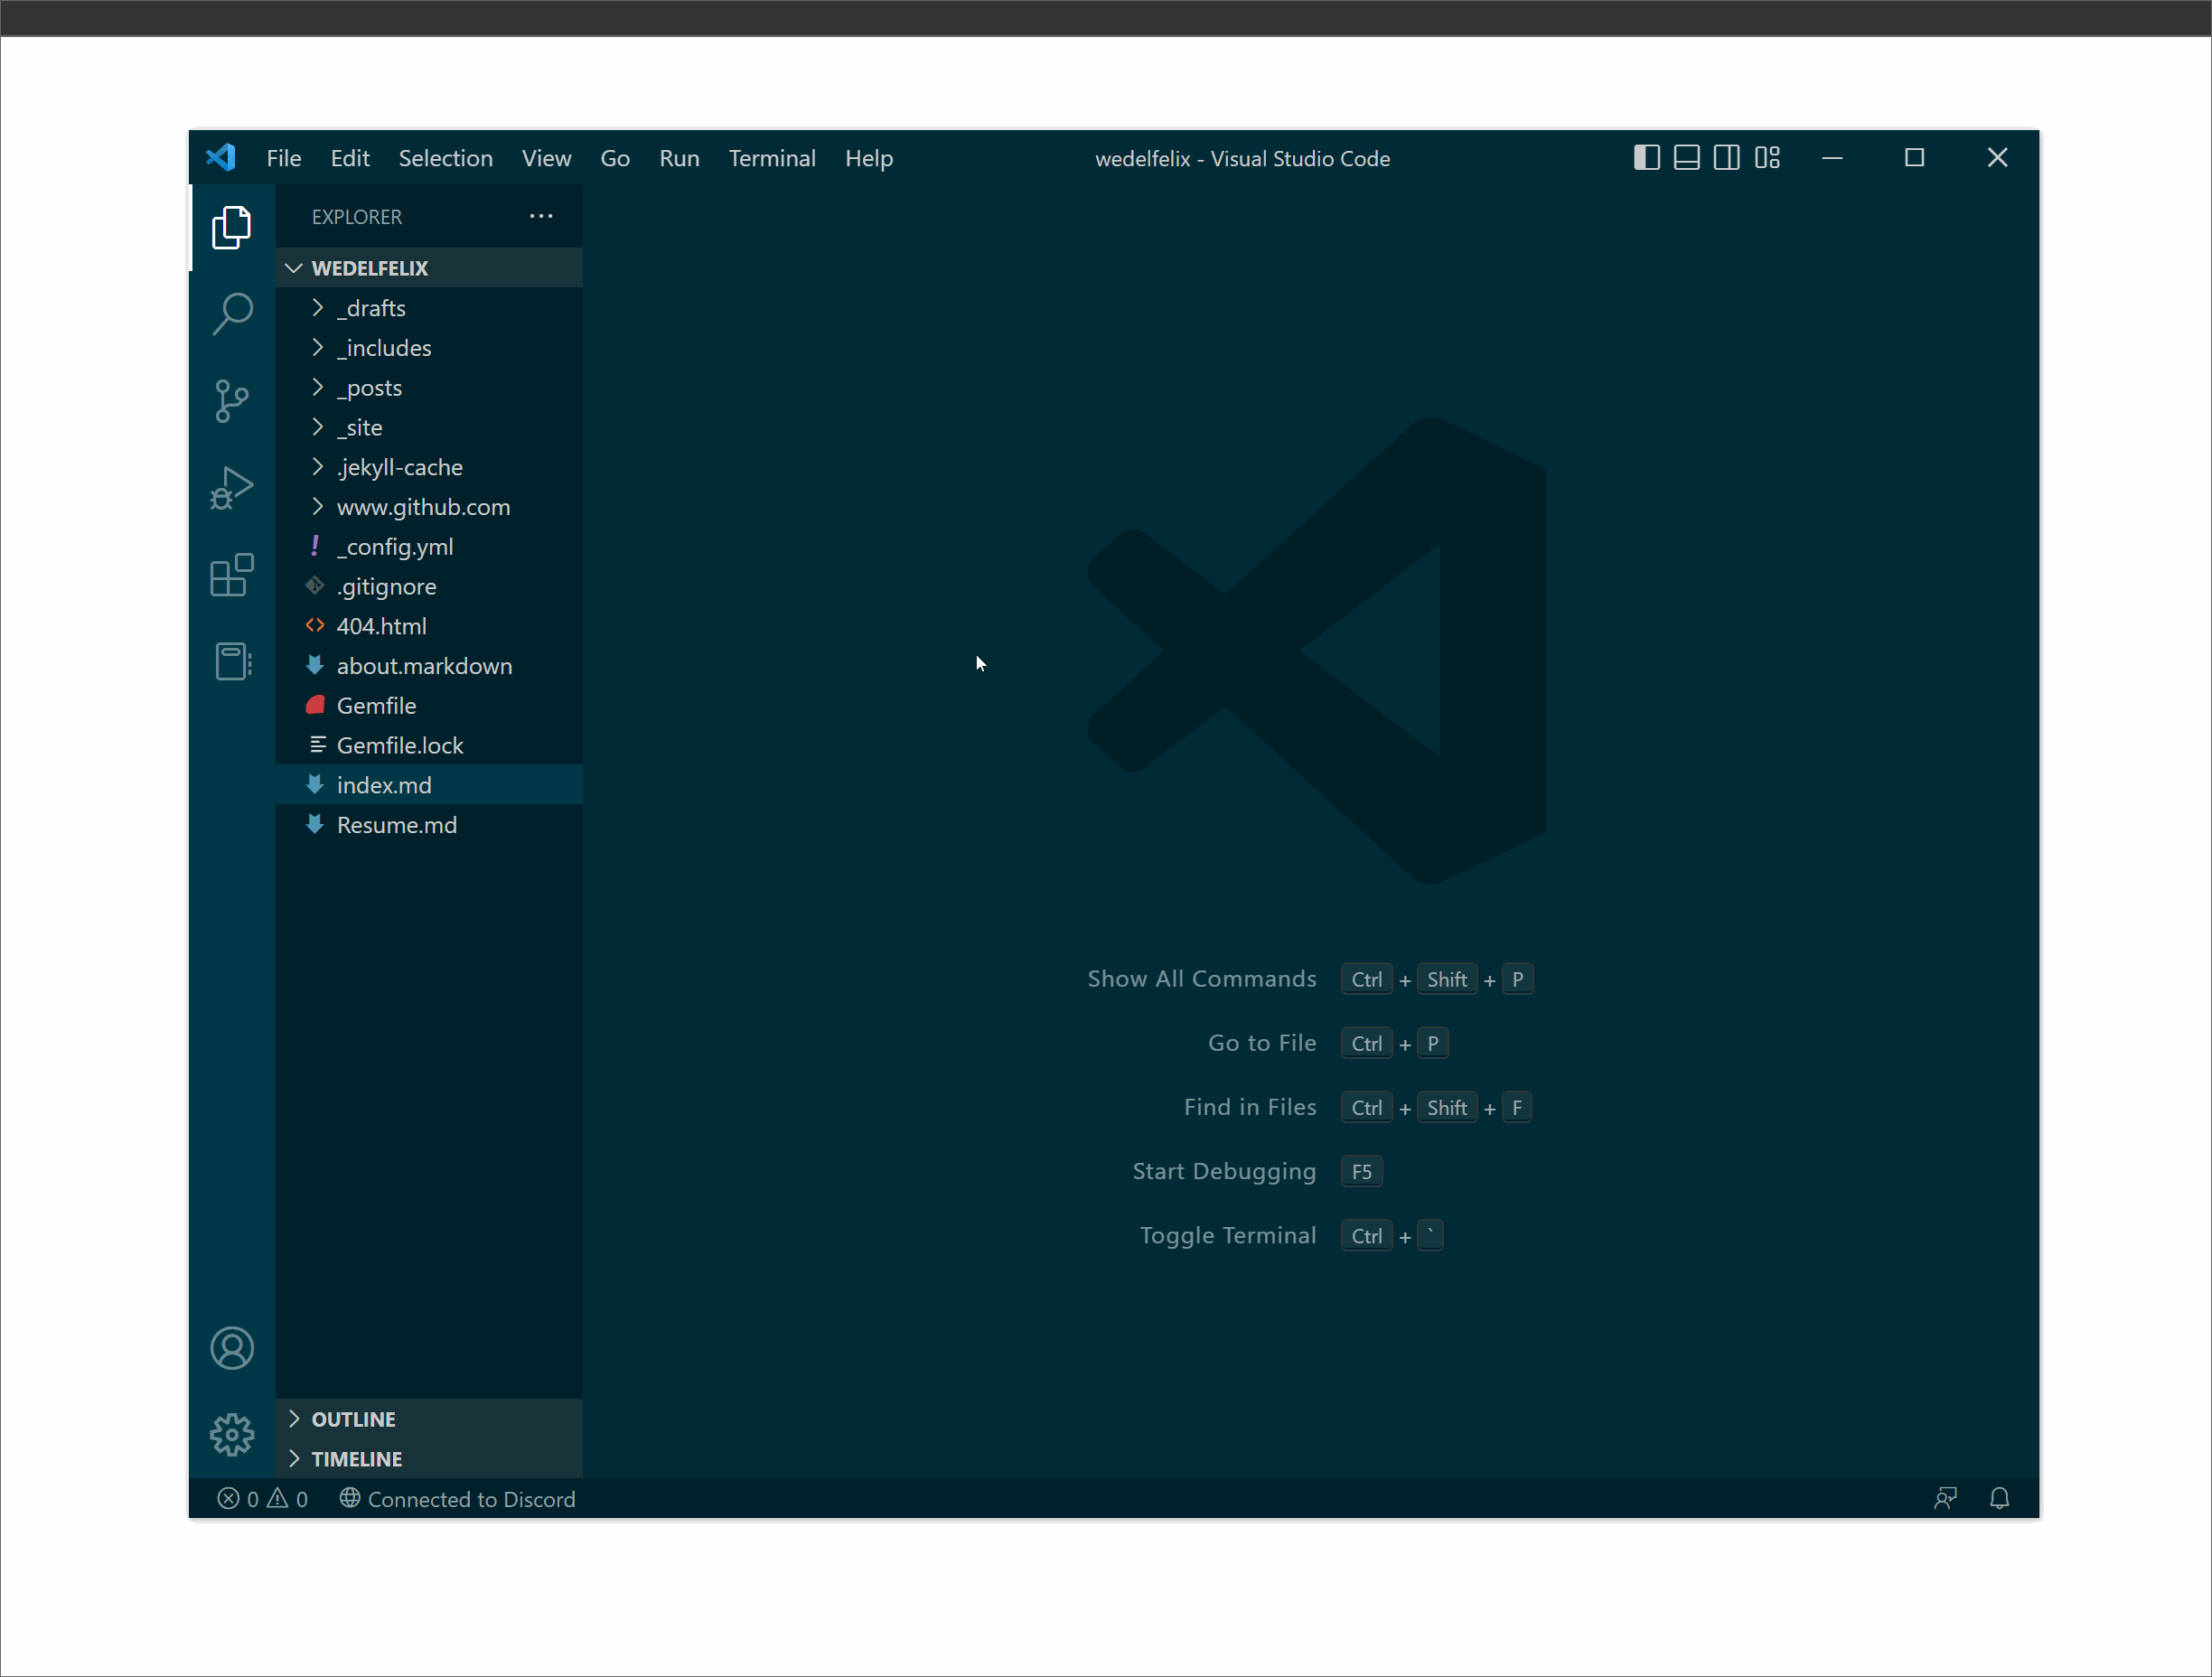 File Edit Selection View Go Run Terminal Help wedelfelix - Visual Studio Code
EXPLORER
WEDELFELIX
_drafts
_includes
_posts
_site
.jekyll-cache
www.github.com
_config.yml
.gitignore
404.html
about.markdown
Gemfile
Gemfile.lock
index.md
Resume.md
Show All Commands Ctrl + Shift + P
Go to File Ctrl + P
Find in Files Ctrl + Shift + F
Start Debugging F5
Toggle Terminal Ctrl + `
OUTLINE
TIMELINE
0 0 Connected to Discord